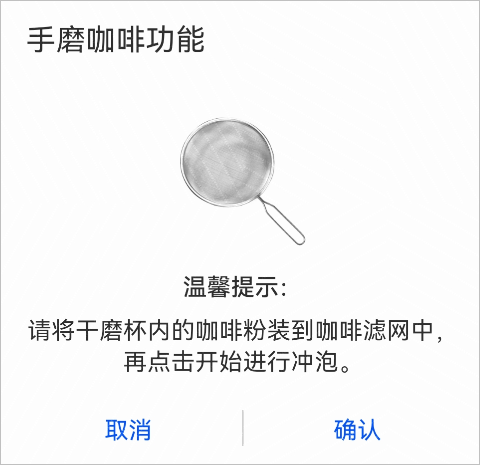 手磨咖啡功能
温馨提示：
请将干磨杯内的咖啡粉装到咖啡滤网中，
再点击开始进行冲泡。
取消
确认